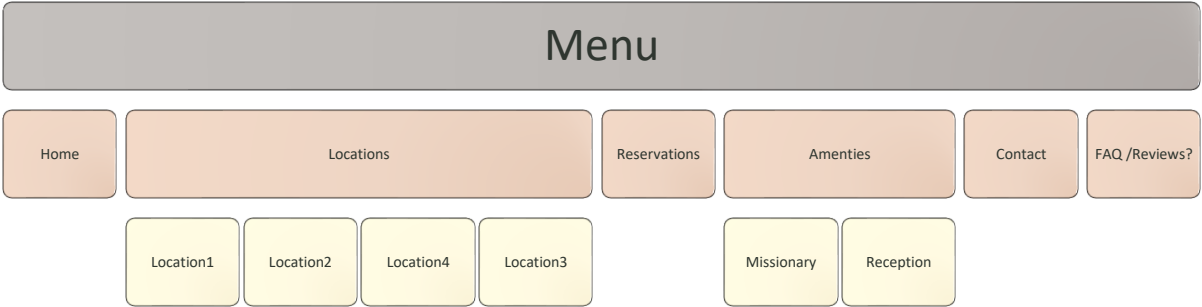 Menu
Home
Locations
Reservations
Amenties
Contact
FAQ /Reviews?
Location1
Location2
Location4
Location3
Missionary
Reception